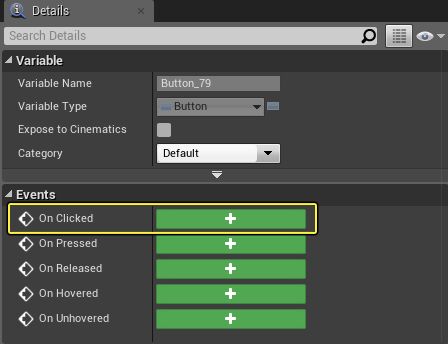 Details
Search Details
Variable
Variable Name Button_79
Variable Type Button
Expose to Cinematics
Category Default
Events
On Clicked
On Pressed
On Released
On Hovered
On Unhovered